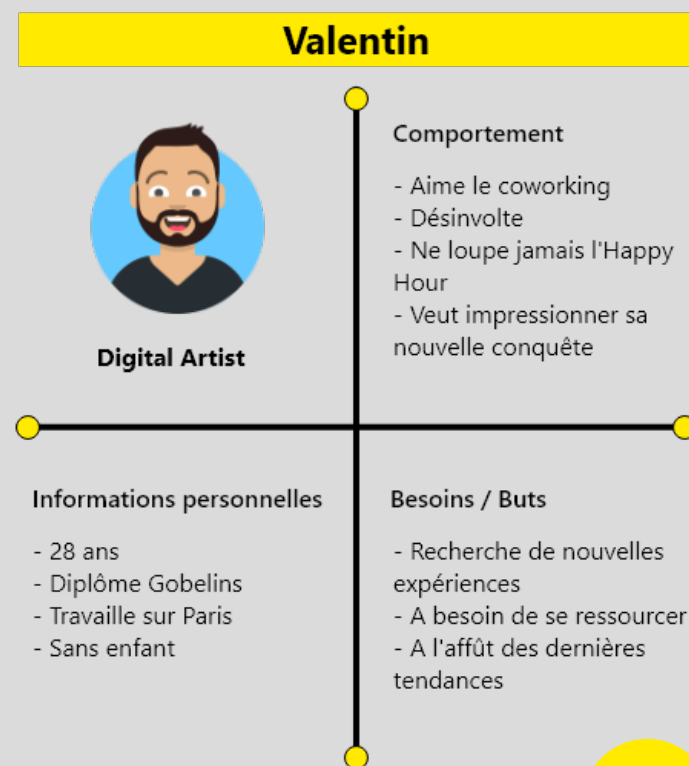 Valentin
Digital Artist
Comportement
- Aime le coworking
- Désinvolte
- Ne loupe jamais l'Happy
Hour
- Veut impressionner sa
nouvelle conquête
Informations personnelles
- 28 ans
- Diplôme Gobelins
- Travaille sur Paris
- Sans enfant
Besoins / Buts
- Recherche de nouvelles
expériences
- A besoin de se ressourcer
- A l'affût des dernières
tendances